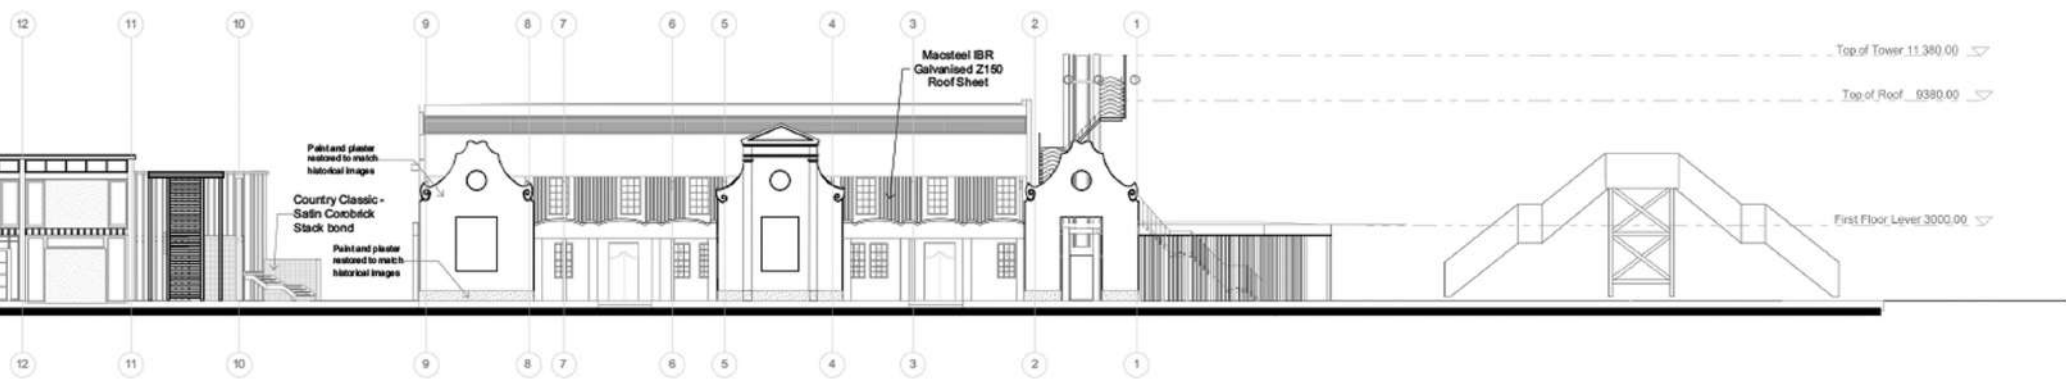 12 11 10 9 8 7 6 5 4 3 2 1
Macsteel IBR
Galvanised Z150
Roof Sheet
Top of Tower 11 380.00
Top of Roof 9380.00
Paint and plaster
restored to match
historical images
Country Classic -
Satin Corobrick
Stack bond
First Floor Lever 3000.00
Paint and plaster
restored to match
historical images
12 11 10 9 8 7 6 5 4 3 2 1